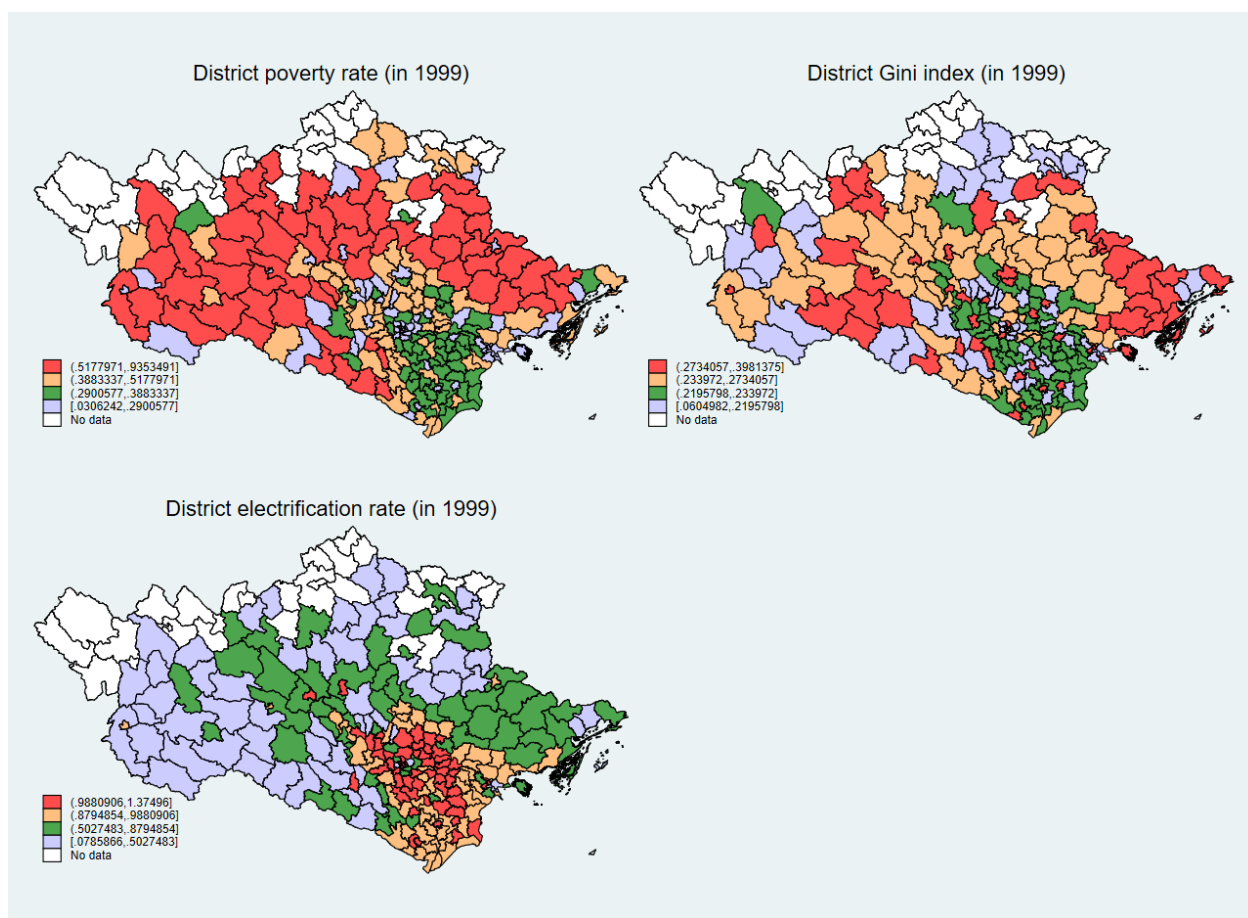 District poverty rate (in 1999)
(.5177971,.9353491]
(.3883337,.5177971]
(.2900577,.3883337]
[.0306242,.2900577]
No data
District Gini index (in 1999)
(.2734057,.3981375]
(.233972,.2734057]
(.2195798,.233972]
[.0604982,.2195798]
No data
District electrification rate (in 1999)
(.9880906,1.37496]
(.8794854,.9880906]
(.5027483,.8794854]
[.0785866,.5027483]
No data